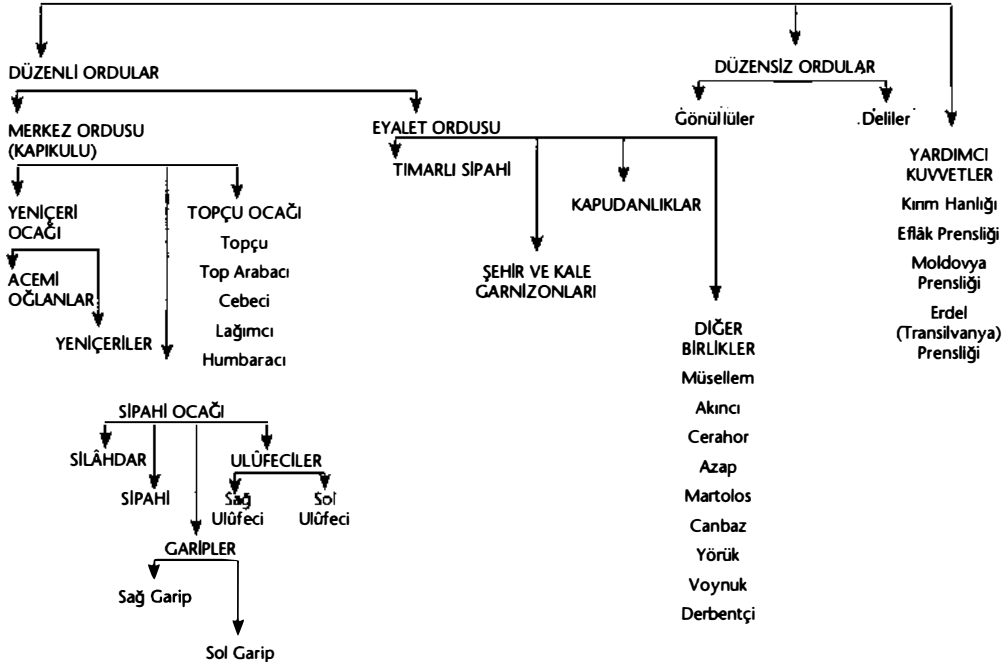 DÜZENLİ ORDULAR
MERKEZ ORDUSU
(KAPIKULU)
YENİÇERİ
OCAĞI
ACEMİ
OĞLANLAR
YENİÇERİLER
TOPÇU OCAĞI
Topçu
Top Arabacı
Cebeci
Lağımcı
Humbaracı
SİPAHİ OCAĞI
SİLÂHDAR
SİPAHİ
GARİPLER
Sağ Garip
Sol Garip
ULÛFECİLER
Sağ
Ulûfeci
Sol
Ulûfeci
EYALET ORDUSU
TIMARLI SİPAHİ
ŞEHİR VE KALE
GARNİZONLARI
KAPUDANLIKLAR
DİĞER
BİRLİKLER
Müsellem
Akıncı
Cerahor
Azap
Martolos
Canbaz
Yörük
Voynuk
Derbentçi
DÜZENSİZ ORDULAR
Gönüllüler
Deliler
YARDIMCI
KUVVETLER
Kırım Hanlığı
Eflâk Prensliği
Moldovya
Prensliği
Erdel
(Transilvanya)
Prensliği